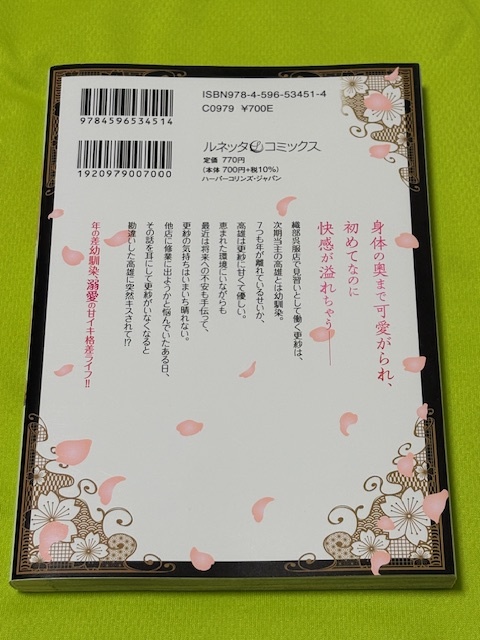 ISBN978-4-596-53451-4
C0979 ¥700E
9784596534514
1920979007000
ルネッタLコミックス
定価 770円
(本体 700円+税10%)
ハーパーコリンズ・ジャパン
身体の奥まで可愛がられ、
初めてなのに
快感が溢れちゃう――
織部呉服店で見習いとして働く更紗は、
次期当主の高雄とは幼馴染。
7つも年が離れているせいか、
高雄は更紗に甘くて優しい。
恵まれた環境にいながらも
最近は将来への不安も手伝って、
更紗の気持ちはいまいち晴れない。
他店に修業に出ようかと悩んでいたある日、
その話を耳にして更紗がいなくなると
勘違いした高雄に突然キスされて!?
年の差幼馴染、溺愛の甘イキ格差ライフ!!